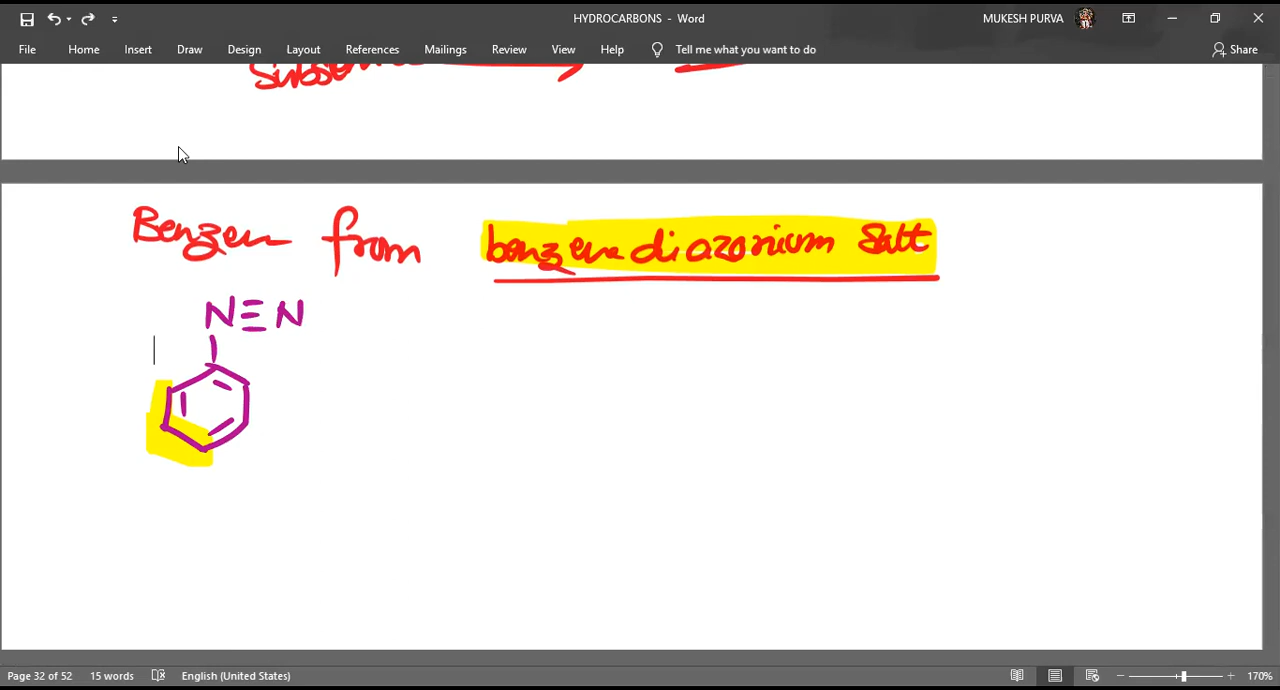 HYDROCARBONS - Word
MUKESH PURVA
File Home Insert Draw Design Layout References Mailings Review View Help Tell me what you want to do Share
Subst
Benzen from benzene diazonium Salt
N≡N
Page 32 of 52 15 words English (United States) 170%